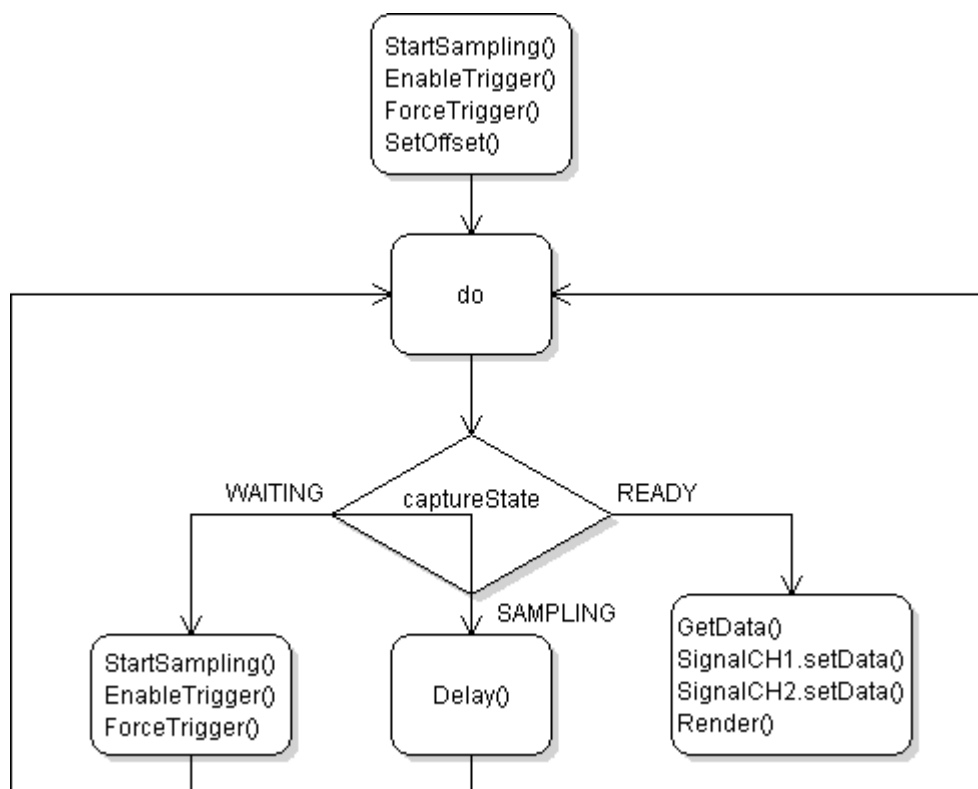 StartSampling()
EnableTrigger()
ForceTrigger()
SetOffset()
do
captureState
WAITING
READY
SAMPLING
StartSampling()
EnableTrigger()
ForceTrigger()
Delay()
GetData()
SignalCH1.setData()
SignalCH2.setData()
Render()